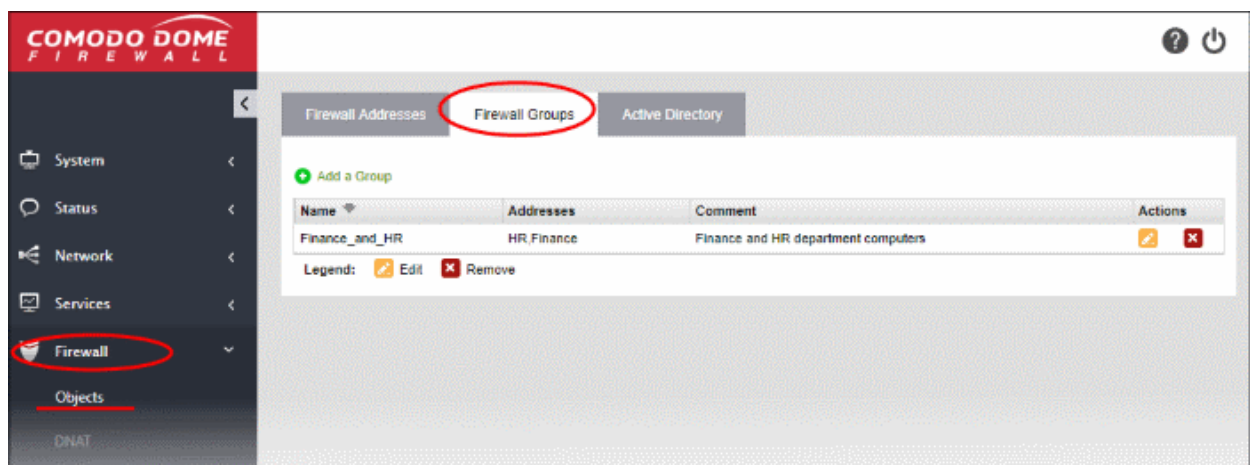 COMODO DOME
FIREWALL
Firewall Addresses
Firewall Groups
Active Directory
System
Status
Network
Services
Firewall
Objects
DNAT
Add a Group
Name Addresses Comment Actions
Finance_and_HR HR,Finance Finance and HR department computers
Legend: Edit Remove